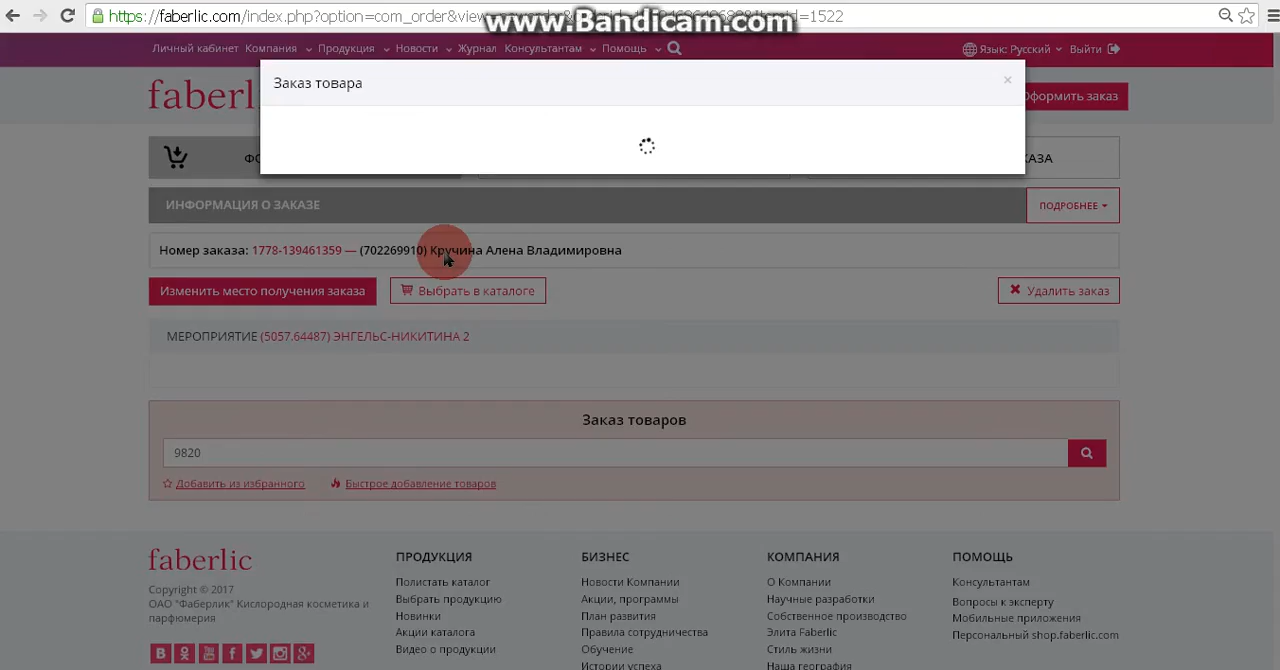 www.Bandicam.com
https://faberlic.com/index.php?option=com_order&view
=1522
Личный кабинет Компания Продукция Новости Журнал Консультантам Помощь Язык: Русский Выйти
Заказ товара ×
faberl Оформить заказ
ФО КАЗА
ИНФОРМАЦИЯ О ЗАКАЗЕ ПОДРОБНЕЕ
Номер заказа: 1778-139461359 — (702269910) Кручина Алена Владимировна
Изменить место получения заказа Выбрать в каталоге Удалить заказ
МЕРОПРИЯТИЕ (5057.64487) ЭНГЕЛЬС-НИКИТИНА 2
Заказ товаров
9820
Добавить из избранного Быстрое добавление товаров
faberlic ПРОДУКЦИЯ БИЗНЕС КОМПАНИЯ ПОМОЩЬ
Copyright © 2017 Полистать каталог Новости Компании О Компании Консультантам
ОАО "Фаберлик" Кислородная косметика и Выбрать продукцию Акции, программы Научные разработки Вопросы к эксперту
парфюмерия Новинки План развития Собственное производство Мобильные приложения
Акции каталога Правила сотрудничества Элита Faberlic Персональный shop.faberlic.com
Видео о продукции Обучение Стиль жизни
Истории успеха Наша география